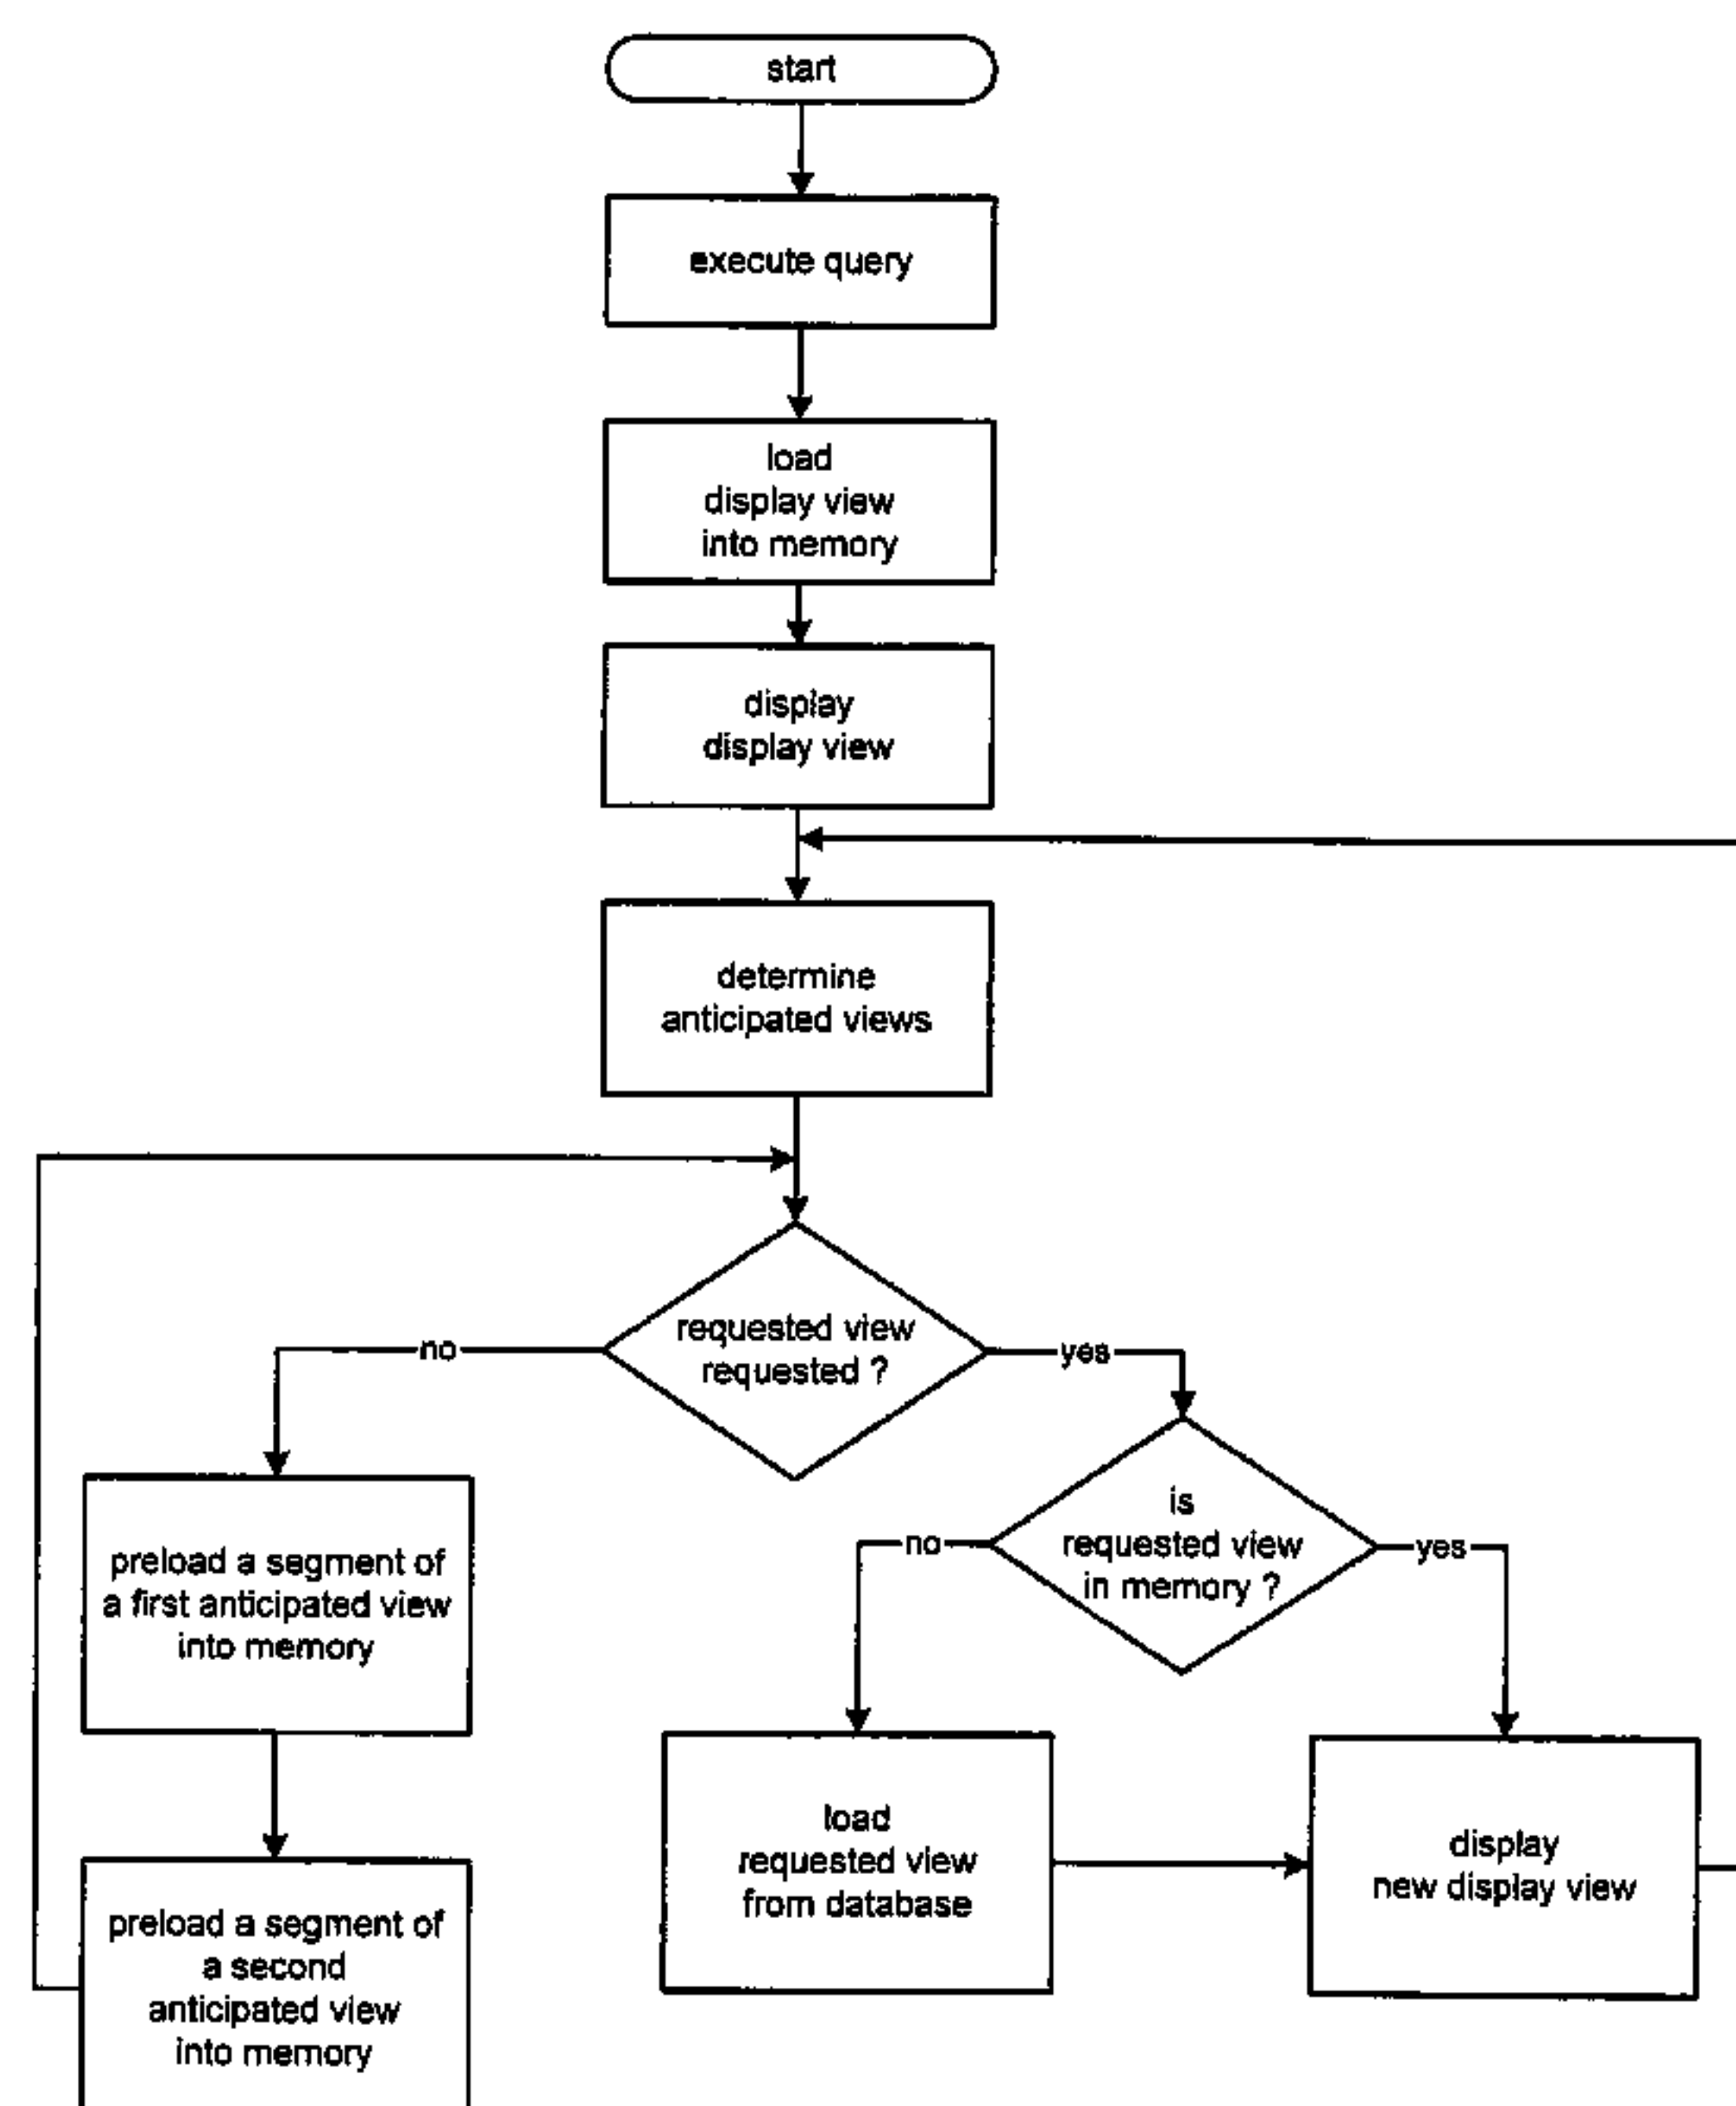 start
execute query
load
display view
into memory
display
display view
determine
anticipated views
requested view
requested ?
no
yes
is
requested view
in memory ?
no
yes
preload a segment of
a first anticipated view
into memory
load
requested view
from database
display
new display view
preload a segment of
a second
anticipated view
into memory